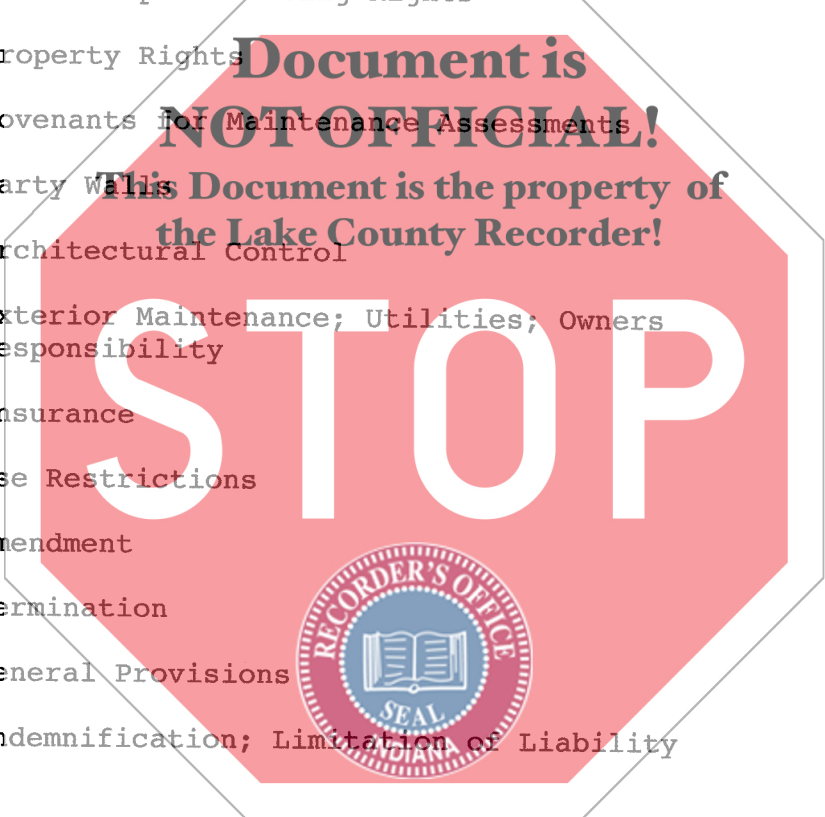 Rights
roperty Rights
Document is
ovenants for Maintenance Assessments
NOT OFFICIAL!
arty Walls
This Document is the property of
the Lake County Recorder!
rchitectural Control
xterior Maintenance; Utilities; Owners
esponsibility
STOP
nsurance
se Restrictions
mendment
ermination
RECORDER'S OFFICE
eneral Provisions
SEAL
INDIANA
ndemnification; Limitation of Liability